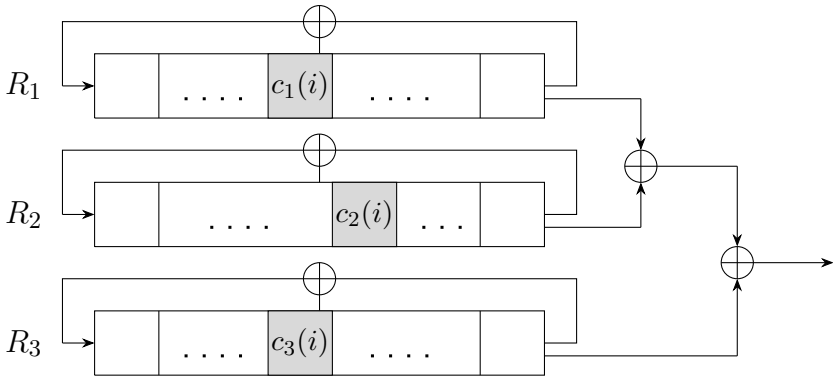 R₁ . . . . c₁(i) . . . .
R₂ . . . . c₂(i) . . .
R₃ . . . . c₃(i) . . . .